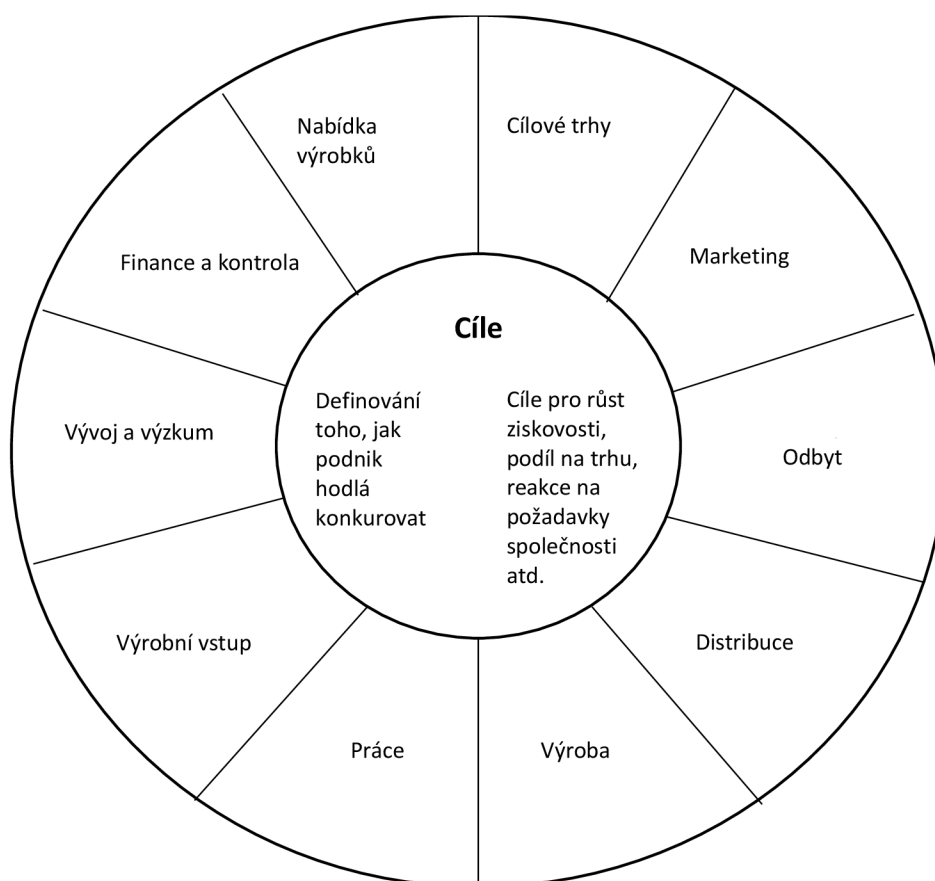 Nabídka
výrobků
Cílové trhy
Finance a kontrola
Marketing
Cíle
Definování
toho, jak
podnik
hodlá
konkurovat
Cíle pro růst
ziskovosti,
podíl na trhu,
reakce na
požadavky
společnosti
atd.
Vývoj a výzkum
Odbyt
Výrobní vstup
Distribuce
Práce
Výroba